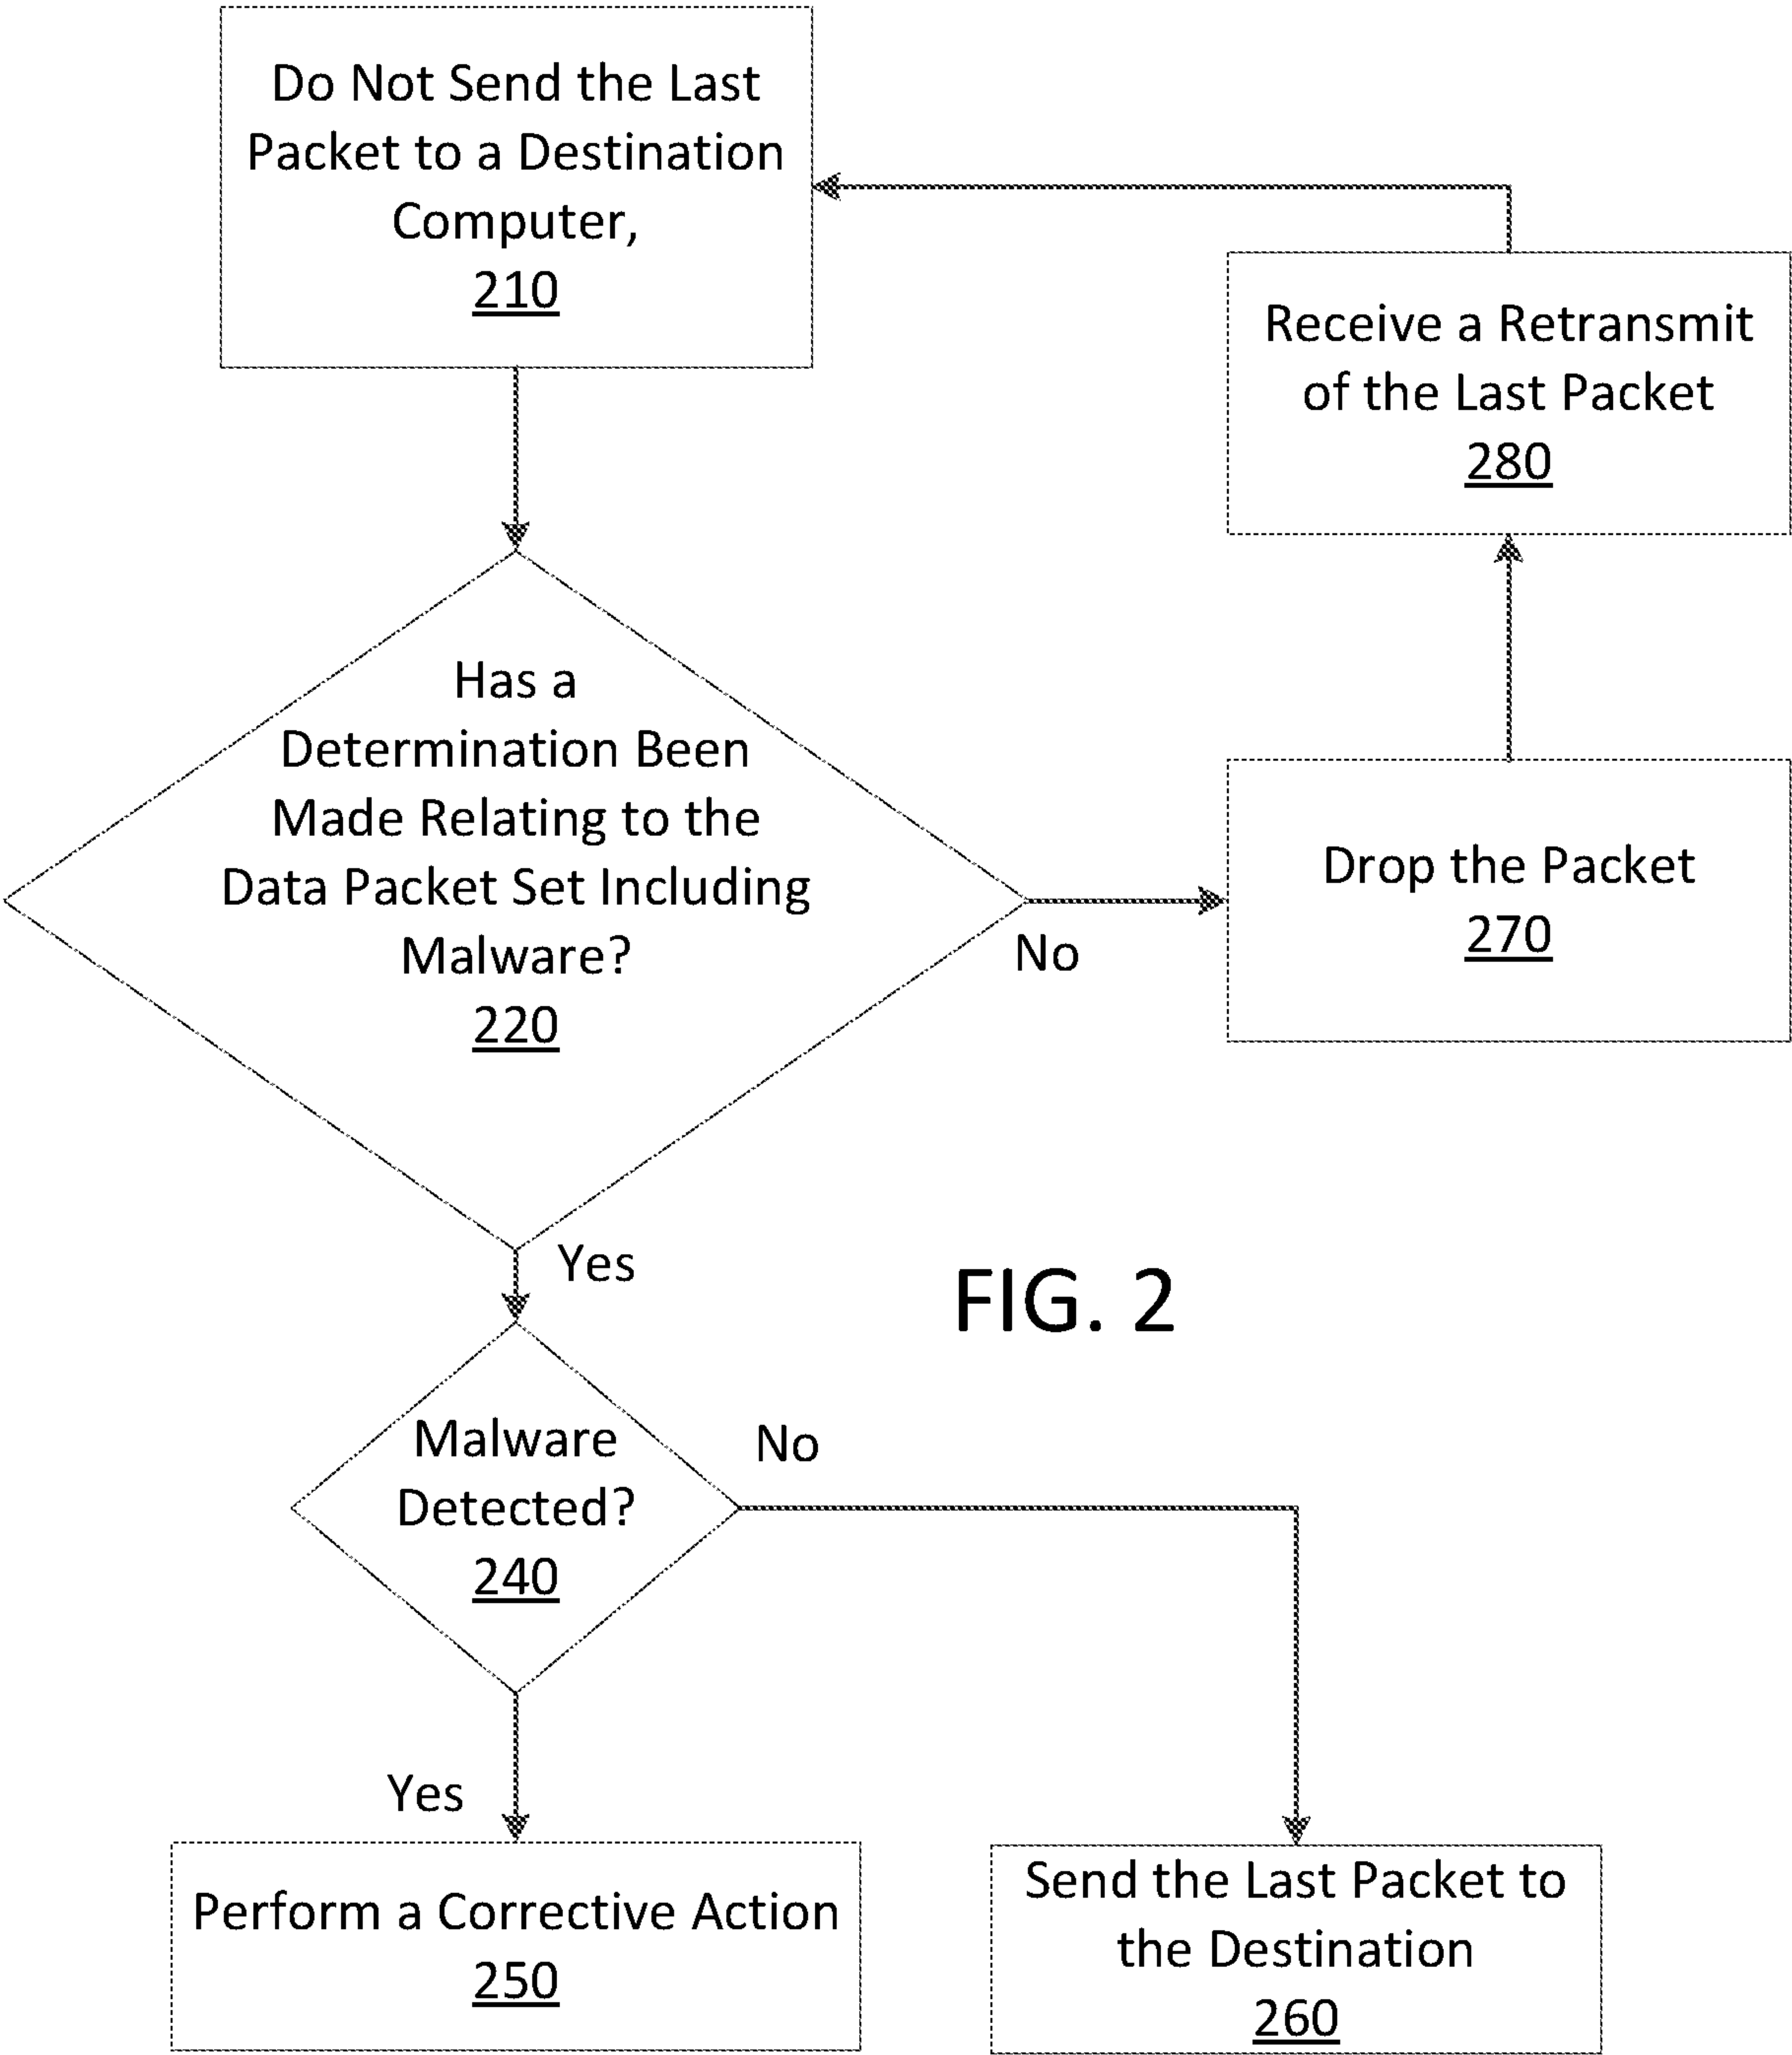 Do Not Send the Last
Packet to a Destination
Computer,
210
Receive a Retransmit
of the Last Packet
280
Has a
Determination Been
Made Relating to the
Data Packet Set Including
Malware?
220
No
Drop the Packet
270
Yes
FIG. 2
Malware
Detected?
240
No
Yes
Perform a Corrective Action
250
Send the Last Packet to
the Destination
260